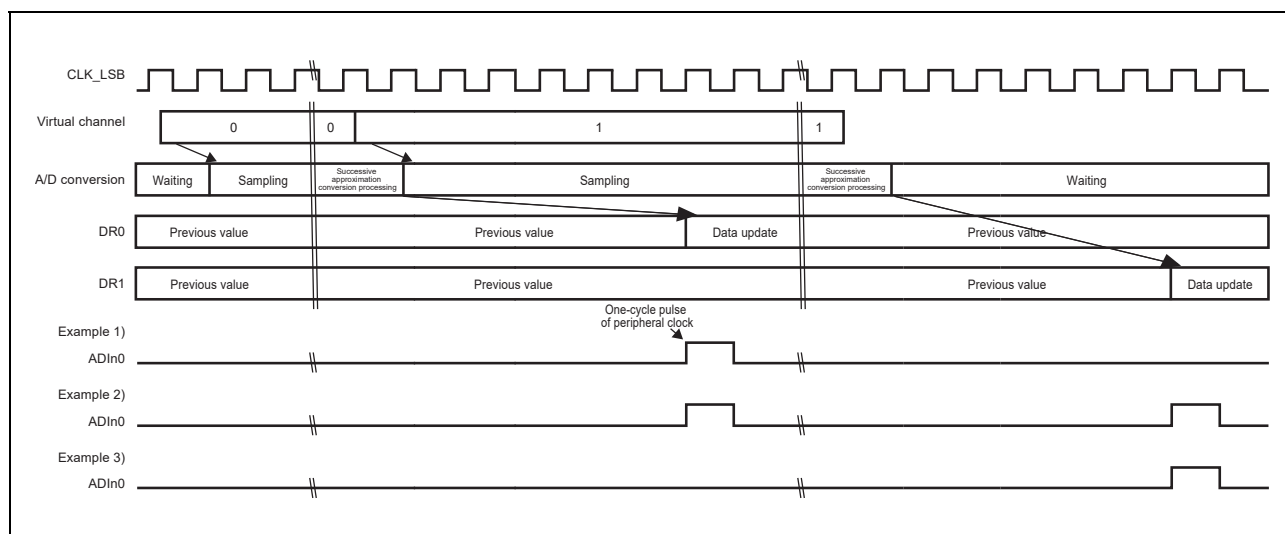 CLK_LSB
Virtual channel 0 0 1 1
A/D conversion Waiting Sampling Successive approximation conversion processing Sampling Successive approximation conversion processing Waiting
DR0 Previous value Previous value Data update Previous value
DR1 Previous value Previous value Previous value Data update
One-cycle pulse
of peripheral clock
Example 1)
ADIn0
Example 2)
ADIn0
Example 3)
ADIn0